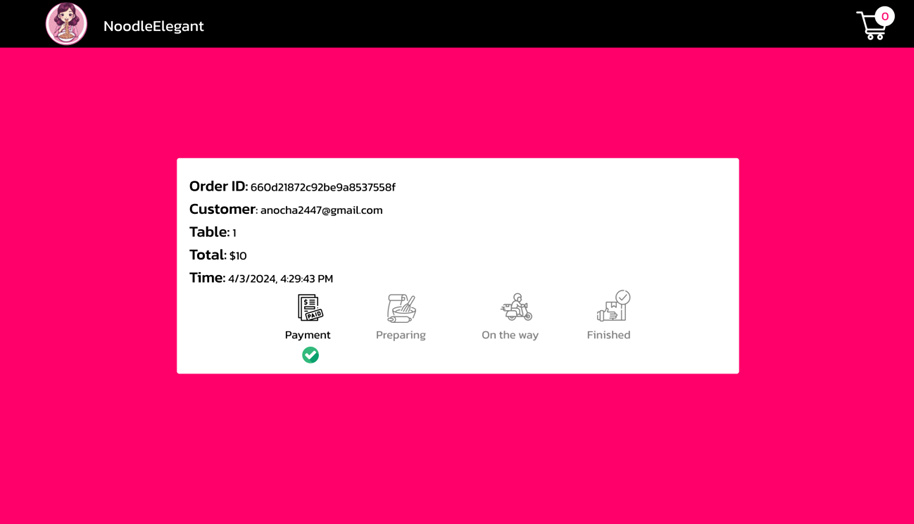 NoodleElegant
0
Order ID: 660d21872c92be9a8537558f
Customer: anocha2447@gmail.com
Table: 1
Total: $10
Time: 4/3/2024, 4:29:43 PM
$
PAID
Payment Preparing On the way Finished